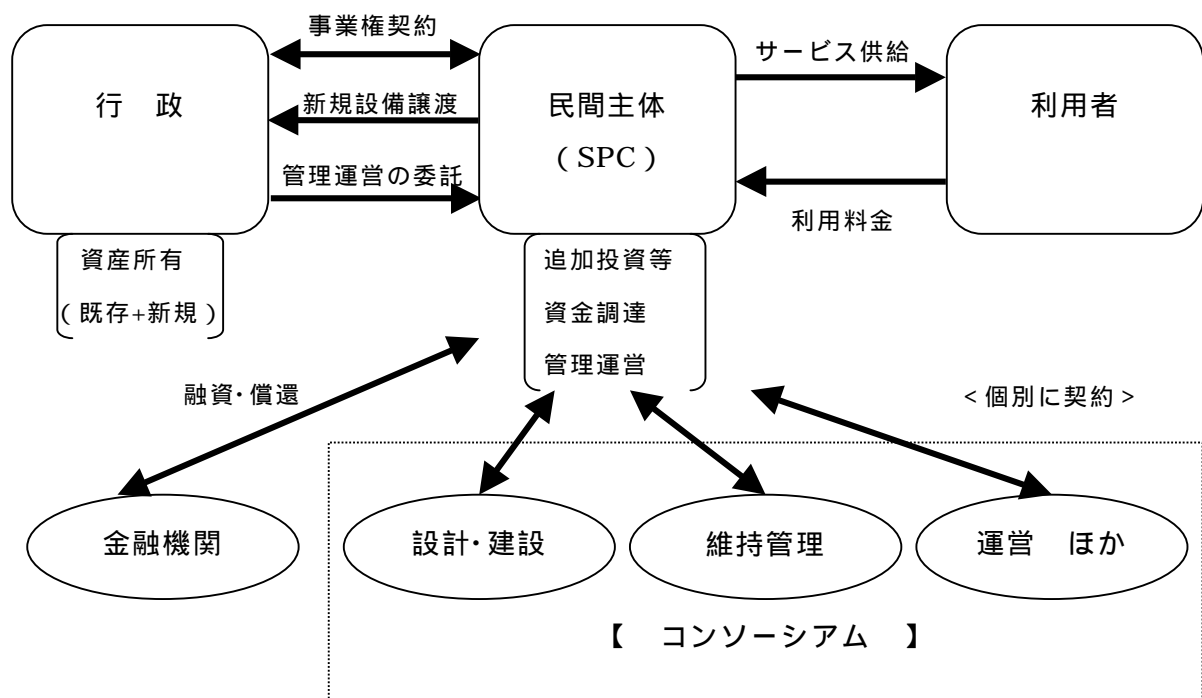 事業権契約
サービス供給
行　政
新規設備譲渡
民間主体
（SPC）
利用者
管理運営の委託
利用料金
資産所有
（既存+新規）
追加投資等
資金調達
管理運営
融資・償還
＜個別に契約＞
金融機関
設計・建設
維持管理
運営　ほか
【　コンソーシアム　】